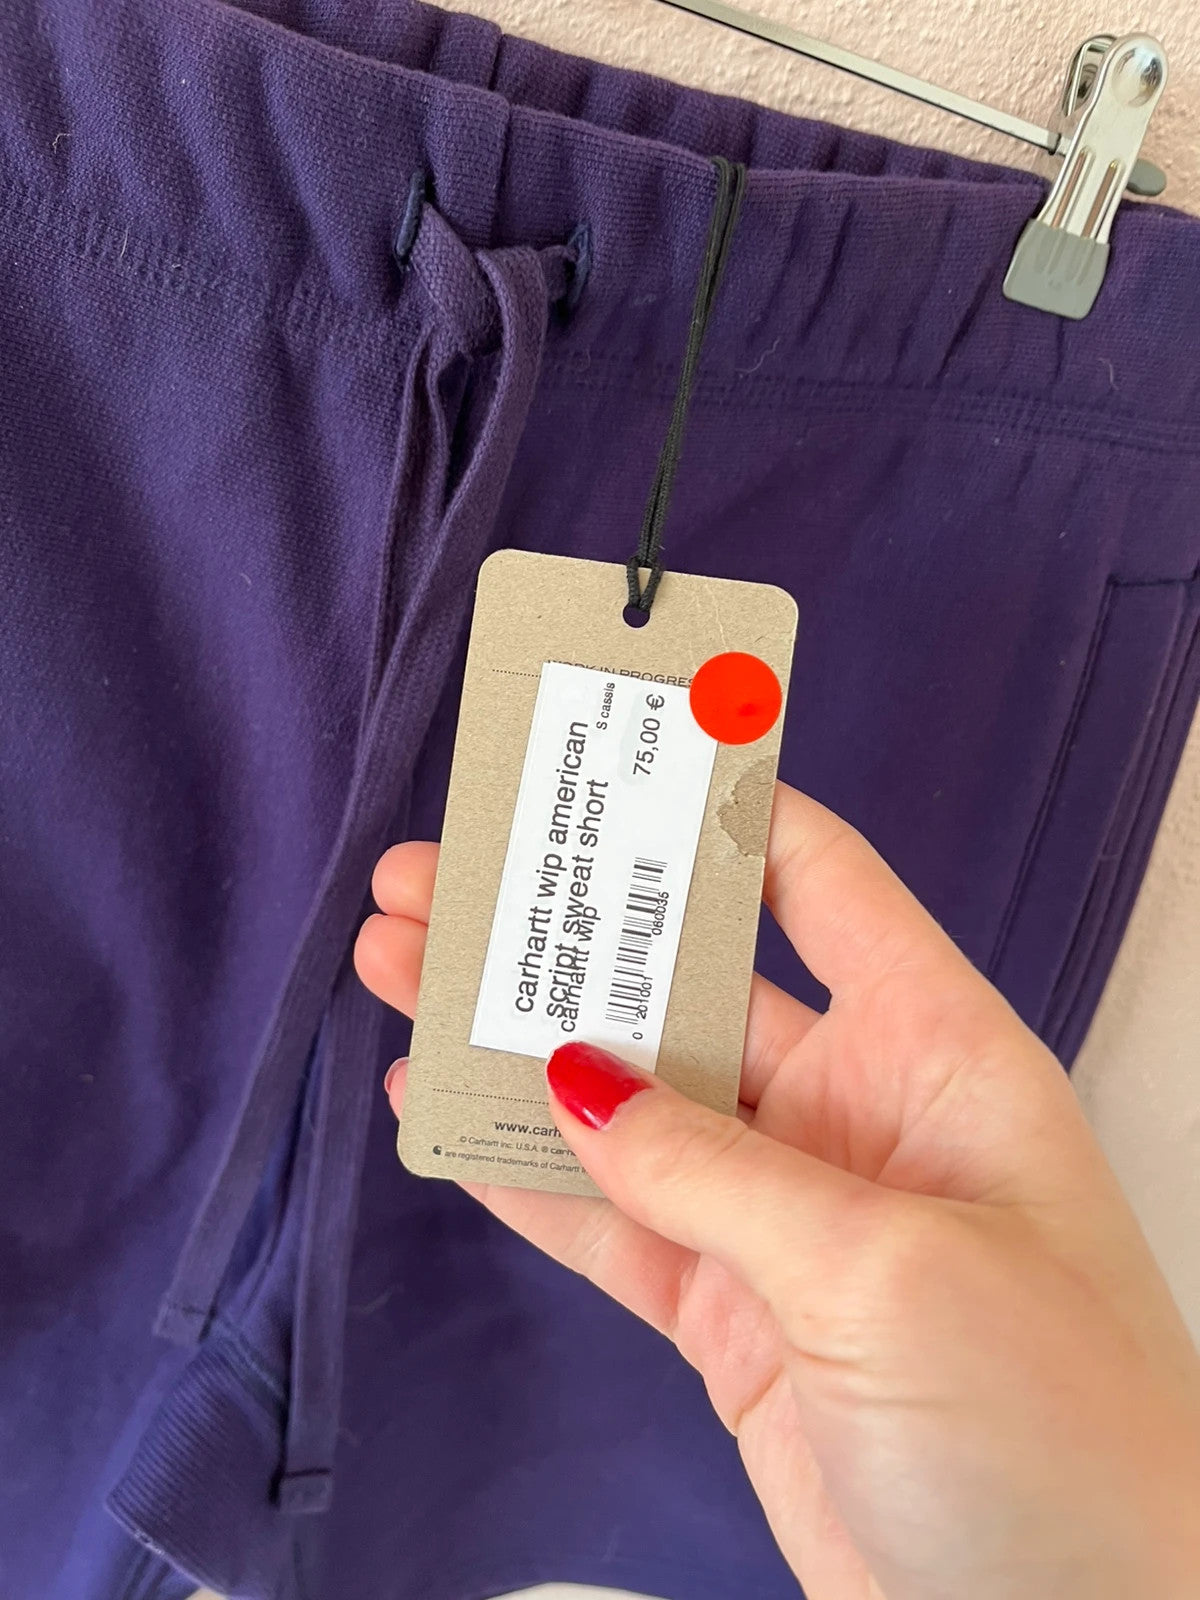 WORK IN PROGRES
carhartt wip american
script sweat short
carhartt wip
S cassis
75,00 €
0 201001 060035
www.carh
© Carhartt Inc. U.S.A. ® carh
are registered trademarks of Carhartt I